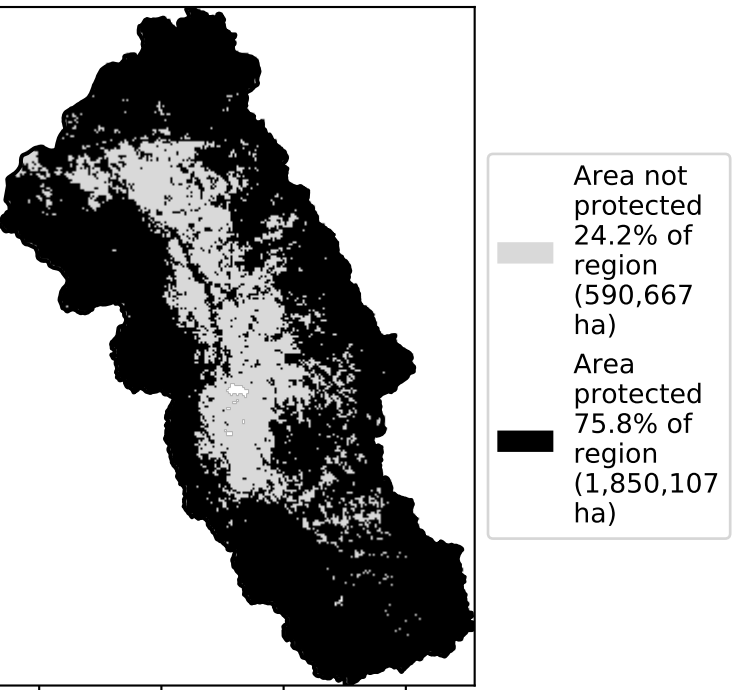 Area not
protected
24.2% of
region
(590,667
ha)
Area
protected
75.8% of
region
(1,850,107
ha)